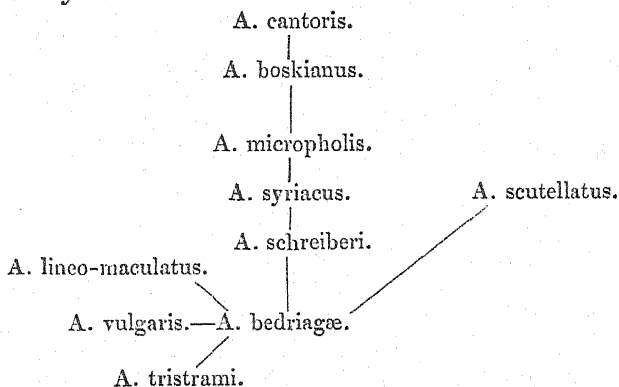 A. cantoris.
A. boskianus.
A. micropholis.
A. syriacus.
A. scutellatus.
A. schreiberi.
A. lineo-maculatus.
A. vulgaris.—A. bedriagæ.
A. tristrami.